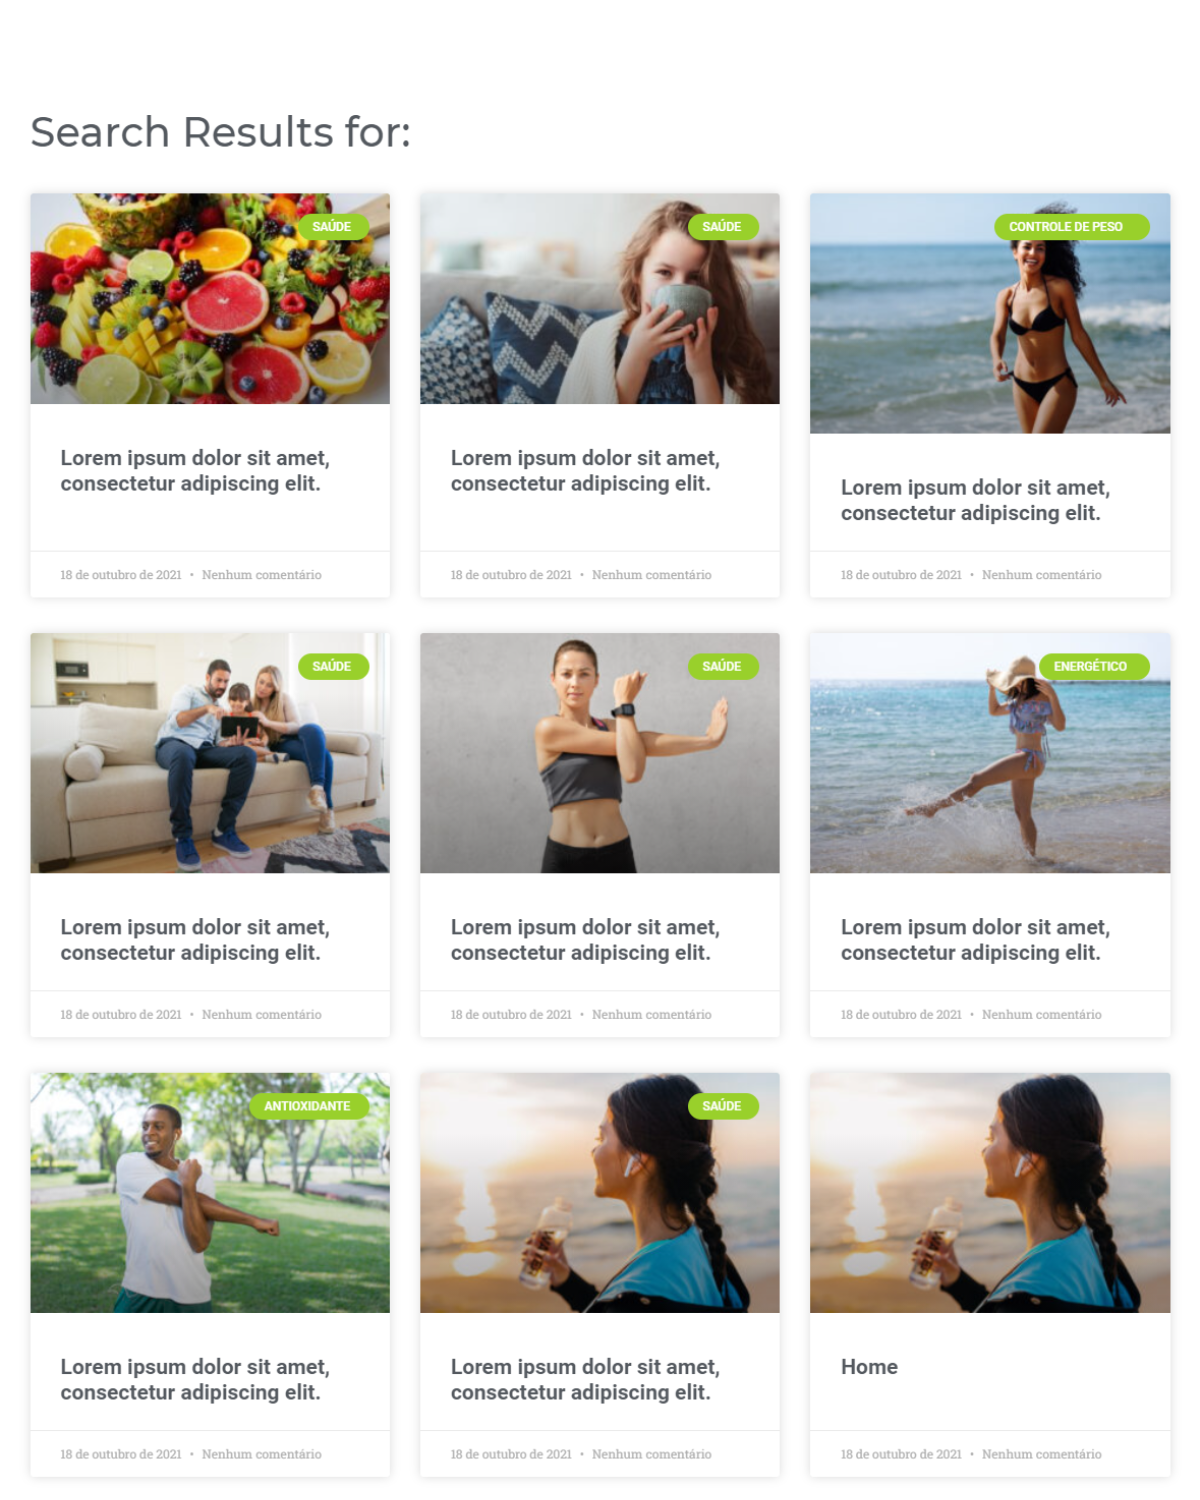 Search Results for:
SAÚDE
Lorem ipsum dolor sit amet,
consectetur adipiscing elit.
18 de outubro de 2021 • Nenhum comentário
SAÚDE
Lorem ipsum dolor sit amet,
consectetur adipiscing elit.
18 de outubro de 2021 • Nenhum comentário
CONTROLE DE PESO
Lorem ipsum dolor sit amet,
consectetur adipiscing elit.
18 de outubro de 2021 • Nenhum comentário
SAÚDE
Lorem ipsum dolor sit amet,
consectetur adipiscing elit.
18 de outubro de 2021 • Nenhum comentário
SAÚDE
Lorem ipsum dolor sit amet,
consectetur adipiscing elit.
18 de outubro de 2021 • Nenhum comentário
ENERGÉTICO
Lorem ipsum dolor sit amet,
consectetur adipiscing elit.
18 de outubro de 2021 • Nenhum comentário
ANTIOXIDANTE
Lorem ipsum dolor sit amet,
consectetur adipiscing elit.
18 de outubro de 2021 • Nenhum comentário
SAÚDE
Lorem ipsum dolor sit amet,
consectetur adipiscing elit.
18 de outubro de 2021 • Nenhum comentário
Home
18 de outubro de 2021 • Nenhum comentário